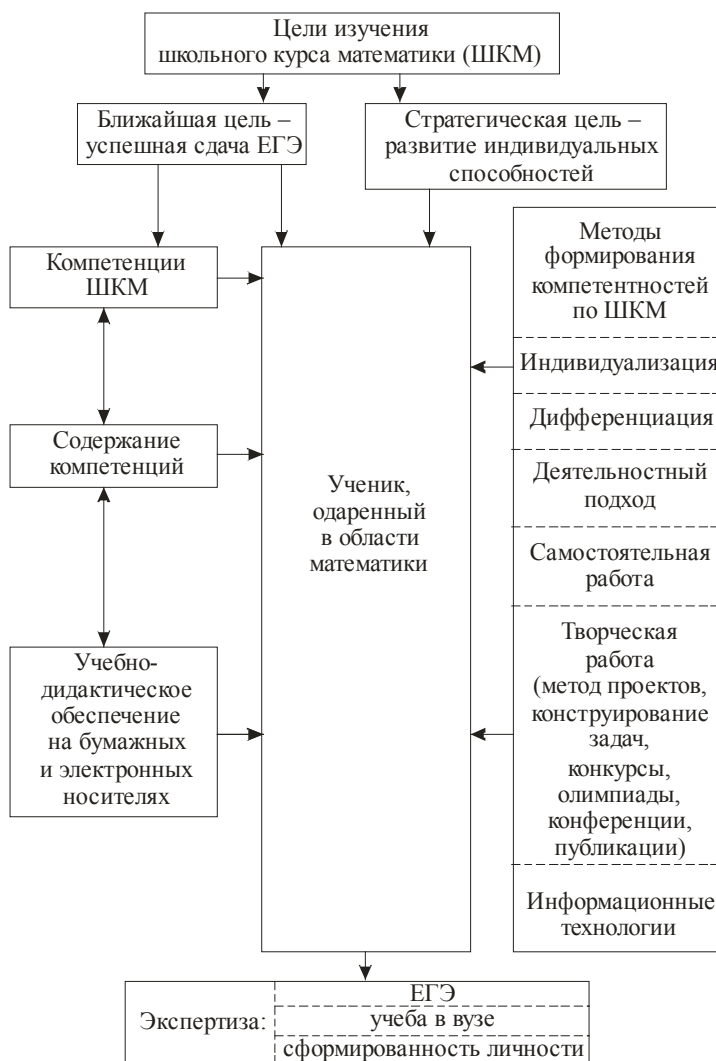 Цели изучения
школьного курса математики (ШКМ)
Ближайшая цель –
успешная сдача ЕГЭ
Стратегическая цель –
развитие индивидуальных
способностей
Компетенции
ШКМ
Содержание
компетенций
Учебно-
дидактическое
обеспечение
на бумажных
и электронных
носителях
Ученик,
одаренный
в области
математики
Методы
формирования
компетентностей
по ШКМ
Индивидуализация
Дифференциация
Деятельностный
подход
Самостоятельная
работа
Творческая
работа
(метод проектов,
конструирование
задач,
конкурсы,
олимпиады,
конференции,
публикации)
Информационные
технологии
Экспертиза:
ЕГЭ
учеба в вузе
сформированность личности